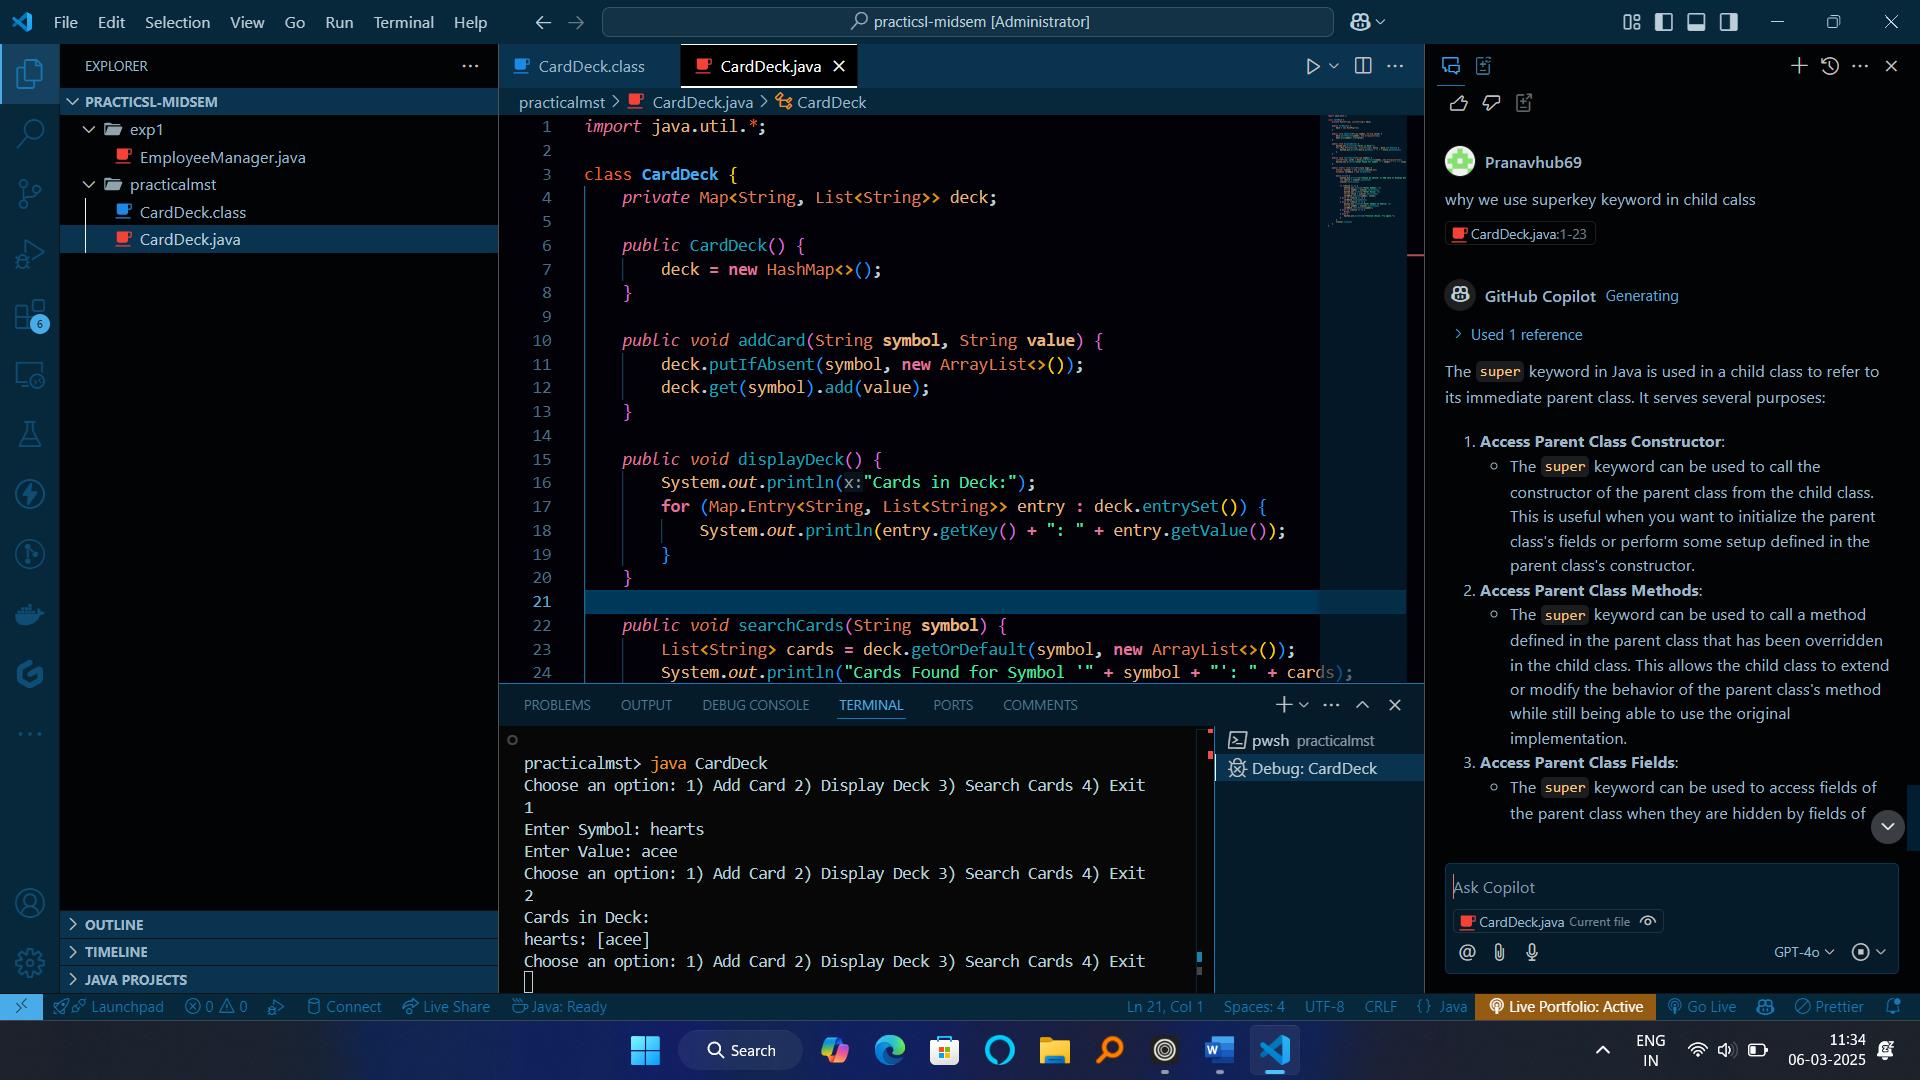 File Edit Selection View Go Run Terminal Help
practicsl-midsem [Administrator]
EXPLORER
PRACTICSL-MIDSEM
exp1
EmployeeManager.java
practicalmst
CardDeck.class
CardDeck.java
6
OUTLINE
TIMELINE
JAVA PROJECTS
CardDeck.class
CardDeck.java
practicalmst > CardDeck.java > CardDeck
1 import java.util.*;
2
3 class CardDeck {
4 private Map<String, List<String>> deck;
5
6 public CardDeck() {
7 deck = new HashMap<>();
8 }
9
10 public void addCard(String symbol, String value) {
11 deck.putIfAbsent(symbol, new ArrayList<>());
12 deck.get(symbol).add(value);
13 }
14
15 public void displayDeck() {
16 System.out.println(x:"Cards in Deck:");
17 for (Map.Entry<String, List<String>> entry : deck.entrySet()) {
18 System.out.println(entry.getKey() + ": " + entry.getValue());
19 }
20 }
21
22 public void searchCards(String symbol) {
23 List<String> cards = deck.getOrDefault(symbol, new ArrayList<>());
24 System.out.println("Cards Found for Symbol '" + symbol + "': " + cards);
PROBLEMS OUTPUT DEBUG CONSOLE TERMINAL PORTS COMMENTS
practicalmst> java CardDeck
Choose an option: 1) Add Card 2) Display Deck 3) Search Cards 4) Exit
1
Enter Symbol: hearts
Enter Value: acee
Choose an option: 1) Add Card 2) Display Deck 3) Search Cards 4) Exit
2
Cards in Deck:
hearts: [acee]
Choose an option: 1) Add Card 2) Display Deck 3) Search Cards 4) Exit
pwsh practicalmst
Debug: CardDeck
Pranavhub69
why we use superkey keyword in child calss
CardDeck.java:1-23
GitHub Copilot Generating
Used 1 reference
The super keyword in Java is used in a child class to refer to
its immediate parent class. It serves several purposes:
1. Access Parent Class Constructor:
The super keyword can be used to call the
constructor of the parent class from the child class.
This is useful when you want to initialize the parent
class's fields or perform some setup defined in the
parent class's constructor.
2. Access Parent Class Methods:
The super keyword can be used to call a method
defined in the parent class that has been overridden
in the child class. This allows the child class to extend
or modify the behavior of the parent class's method
while still being able to use the original
implementation.
3. Access Parent Class Fields:
The super keyword can be used to access fields of
the parent class when they are hidden by fields of
Ask Copilot
CardDeck.java Current file
GPT-4o
Launchpad 0 0 Connect Live Share Java: Ready
Ln 21, Col 1 Spaces: 4 UTF-8 CRLF {} Java Live Portfolio: Active Go Live Prettier
Search
ENG
IN
11:34
06-03-2025